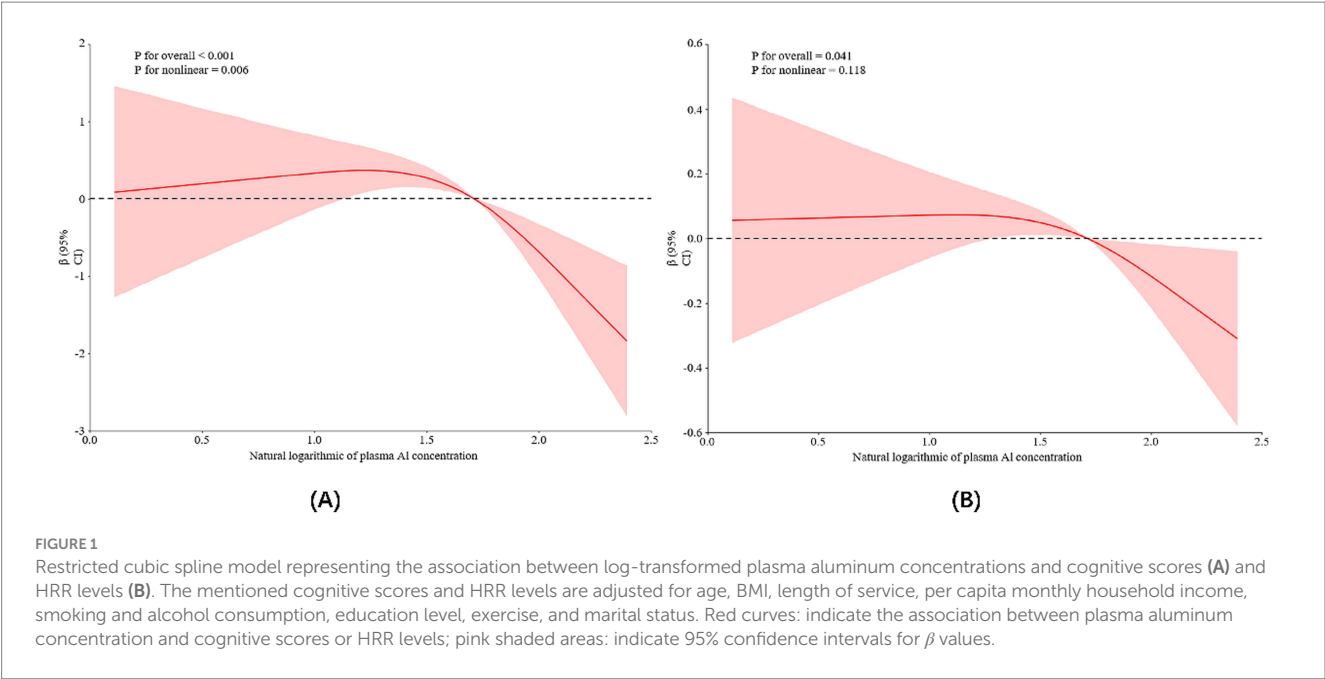 P for overall < 0.001
P for nonlinear = 0.006
2
1
0
-1
-2
-3
β (95%
CI)
0.0 0.5 1.0 1.5 2.0 2.5
Natural logarithmic of plasma Al concentration
(A)
P for overall = 0.041
P for nonlinear = 0.118
0.6
0.4
0.2
0.0
-0.2
-0.4
-0.6
β (95%
CI)
0.0 0.5 1.0 1.5 2.0 2.5
Natural logarithmic of plasma Al concentration
(B)
FIGURE 1
Restricted cubic spline model representing the association between log-transformed plasma aluminum concentrations and cognitive scores (A) and
HRR levels (B). The mentioned cognitive scores and HRR levels are adjusted for age, BMI, length of service, per capita monthly household income,
smoking and alcohol consumption, education level, exercise, and marital status. Red curves: indicate the association between plasma aluminum
concentration and cognitive scores or HRR levels; pink shaded areas: indicate 95% confidence intervals for β values.